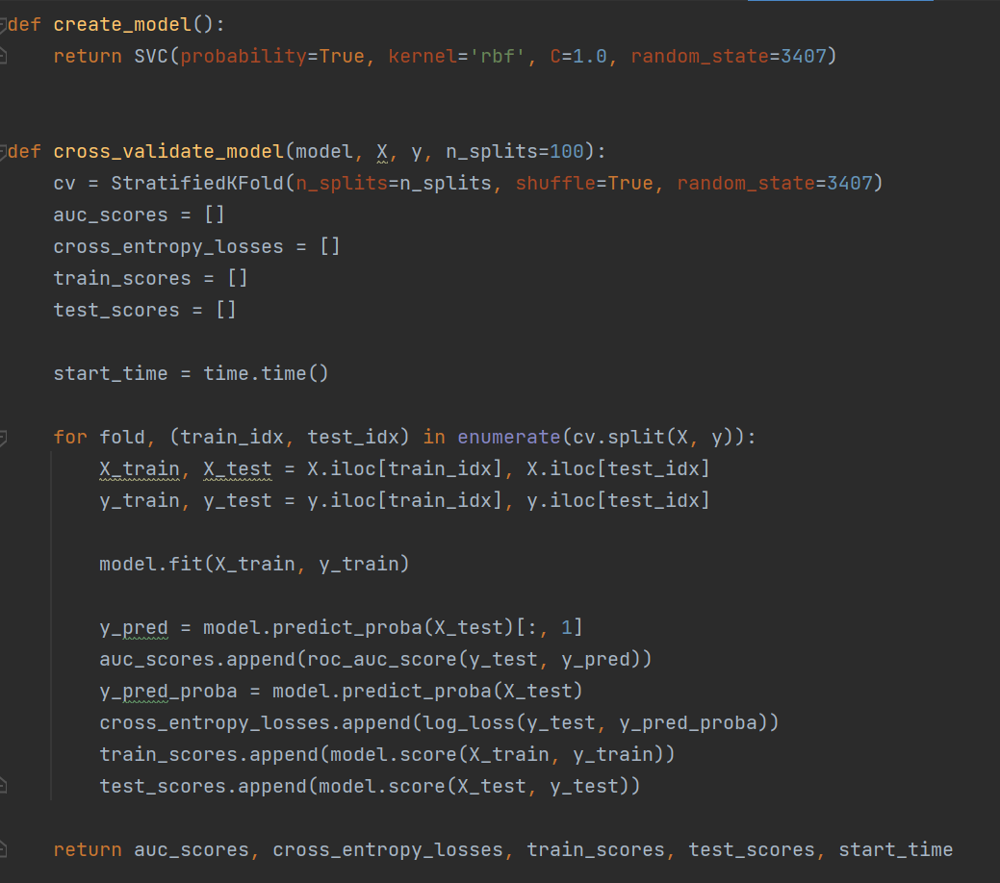 def create_model():
    return SVC(probability=True, kernel='rbf', C=1.0, random_state=3407)
def cross_validate_model(model, X, y, n_splits=100):
    cv = StratifiedKFold(n_splits=n_splits, shuffle=True, random_state=3407)
    auc_scores = []
    cross_entropy_losses = []
    train_scores = []
    test_scores = []
    start_time = time.time()
    for fold, (train_idx, test_idx) in enumerate(cv.split(X, y)):
        X_train, X_test = X.iloc[train_idx], X.iloc[test_idx]
        y_train, y_test = y.iloc[train_idx], y.iloc[test_idx]
        model.fit(X_train, y_train)
        y_pred = model.predict_proba(X_test)[:, 1]
        auc_scores.append(roc_auc_score(y_test, y_pred))
        y_pred_proba = model.predict_proba(X_test)
        cross_entropy_losses.append(log_loss(y_test, y_pred_proba))
        train_scores.append(model.score(X_train, y_train))
        test_scores.append(model.score(X_test, y_test))
    return auc_scores, cross_entropy_losses, train_scores, test_scores, start_time